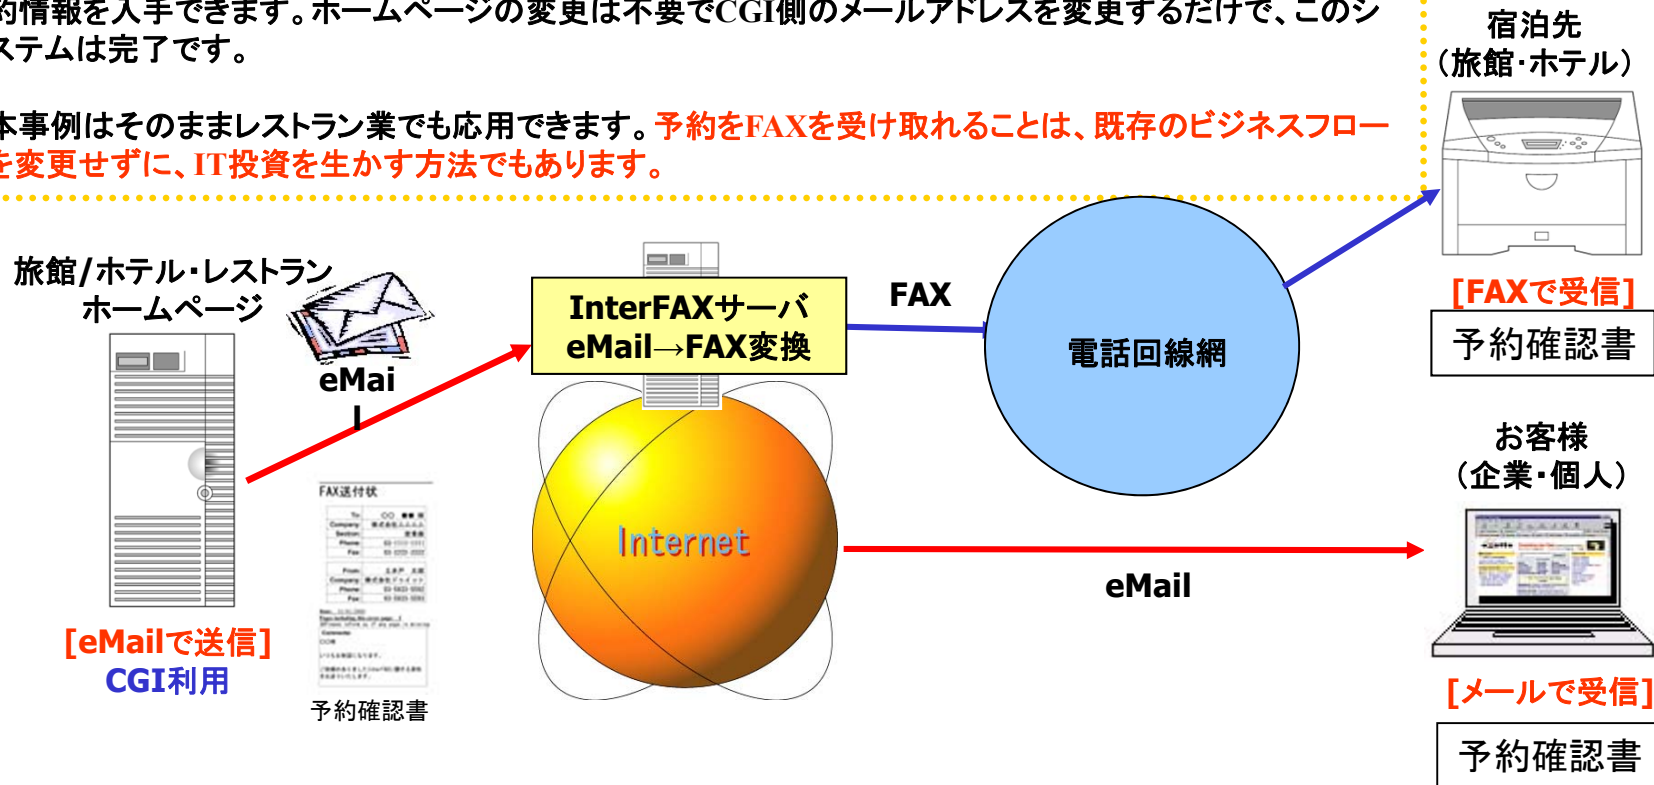 約情報を入手できます。ホームページの変更は不要でCGI側のメールアドレスを変更するだけで、このシ
ステムは完了です。
本事例はそのままレストラン業でも応用できます。予約をFAXを受け取れることは、既存のビジネスフロー
を変更せずに、IT投資を生かす方法でもあります。
宿泊先
（旅館・ホテル）
[FAXで受信]
予約確認書
旅館/ホテル・レストラン
ホームページ
eMai
l
InterFAXサーバ
eMail→FAX変換
FAX
電話回線網
Internet
eMail
お客様
（企業・個人）
[メールで受信]
予約確認書
[eMailで送信]
CGI利用
FAX送付状
To
Company
Section
Phone
Fax
From
Company
Phone
Fax
予約確認書